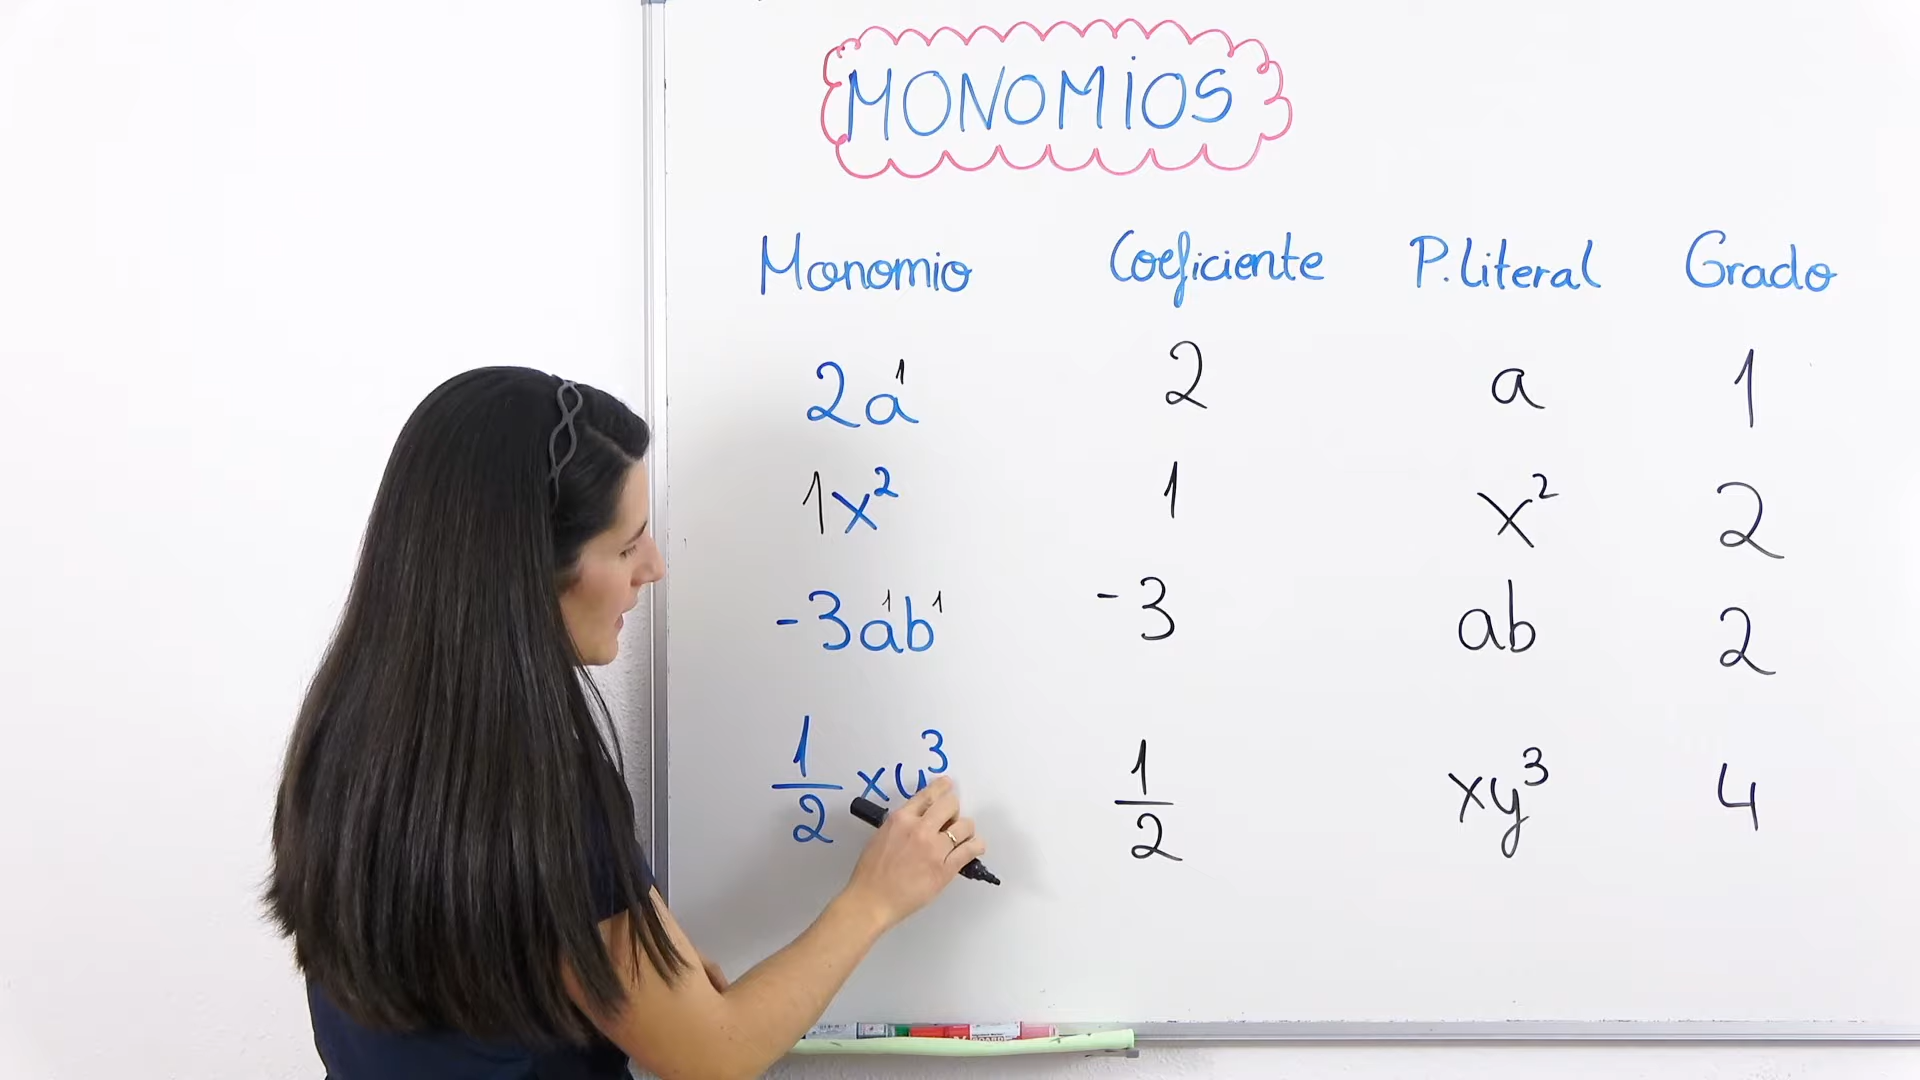 MONOMIOS
Monomio Coeficiente P.literal Grado
2a¹ 2 a 1
1x² 1 x² 2
-3a¹b¹ -3 ab 2
1/2 xy³ 1/2 xy³ 4